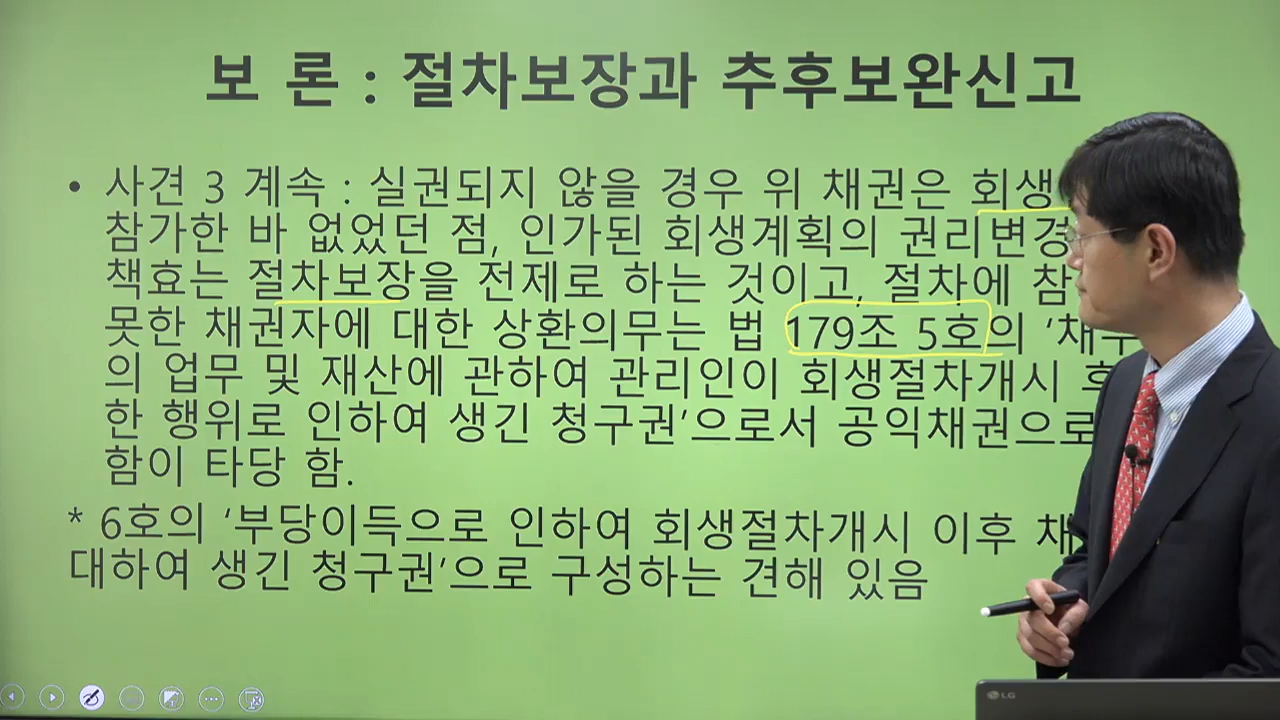 보 론 : 절차보장과 추후보완신고
• 사견 3 계속 : 실권되지 않을 경우 위 채권은 회생
참가한 바 없었던 점, 인가된 회생계획의 권리변경
책효는 절차보장을 전제로 하는 것이고, 절차에 참
못한 채권자에 대한 상환의무는 법 179조 5호의 ‘채무
의 업무 및 재산에 관하여 관리인이 회생절차개시 후
한 행위로 인하여 생긴 청구권’으로서 공익채권으로
함이 타당 함.
* 6호의 ‘부당이득으로 인하여 회생절차개시 이후 채
대하여 생긴 청구권’으로 구성하는 견해 있음
LG